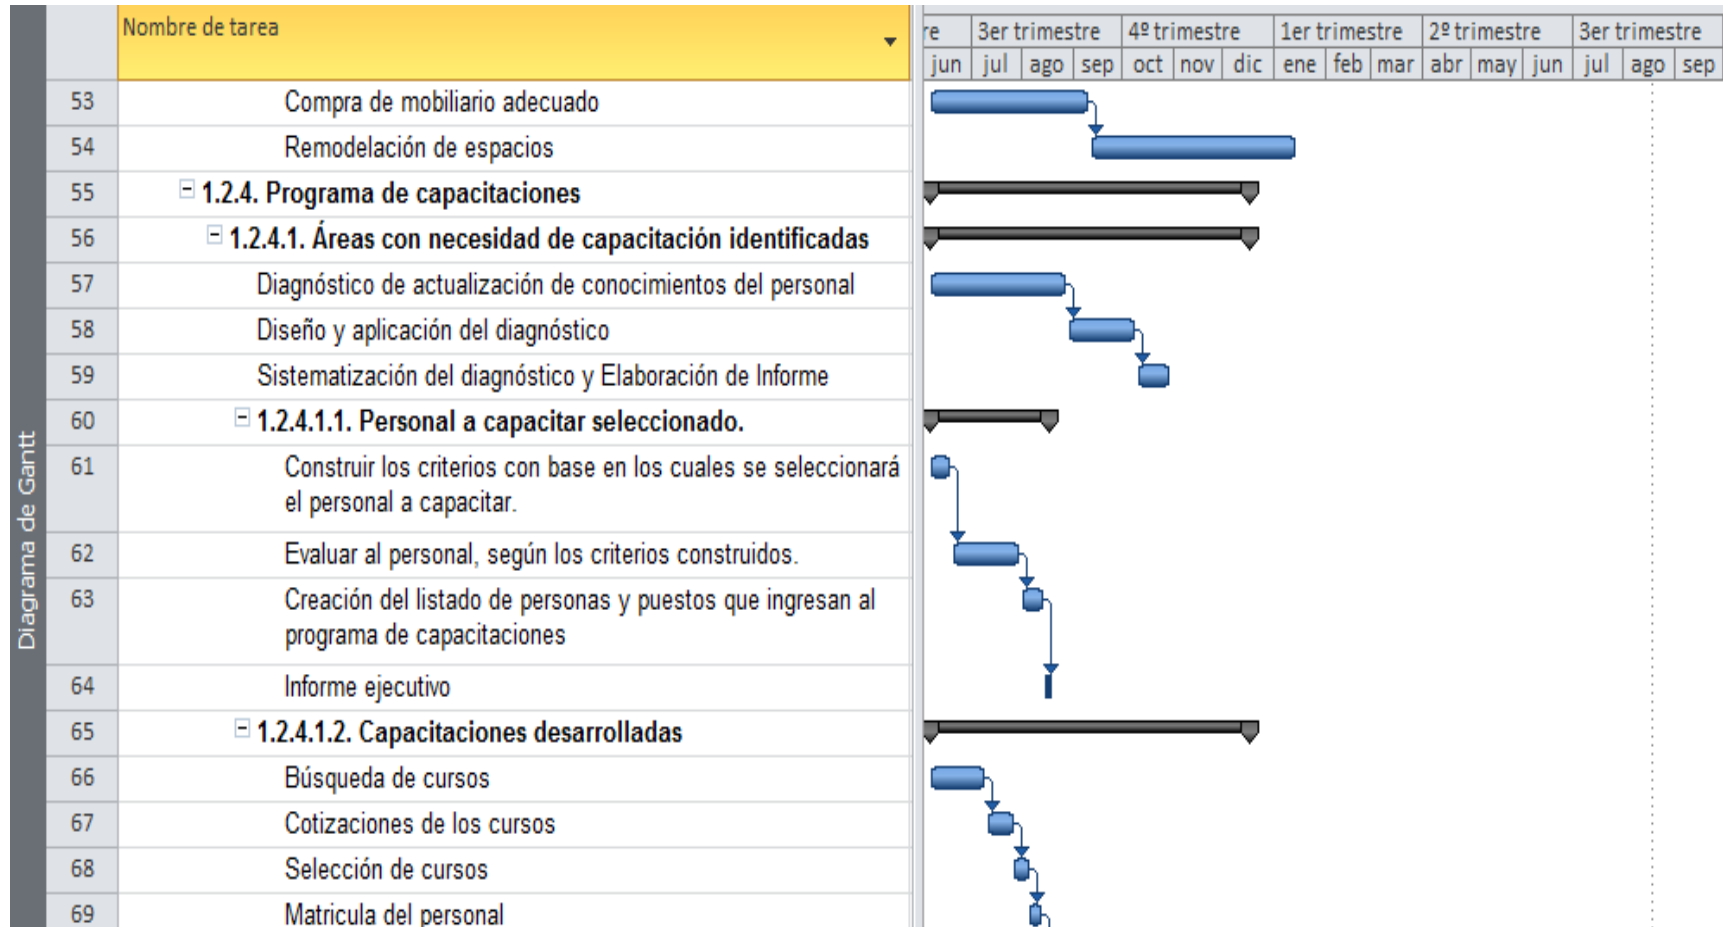 Nombre de tarea
re 3er trimestre 4º trimestre 1er trimestre 2º trimestre 3er trimestre
jun jul ago sep oct nov dic ene feb mar abr may jun jul ago sep
53 Compra de mobiliario adecuado
54 Remodelación de espacios
55 1.2.4. Programa de capacitaciones
56 1.2.4.1. Áreas con necesidad de capacitación identificadas
57 Diagnóstico de actualización de conocimientos del personal
58 Diseño y aplicación del diagnóstico
59 Sistematización del diagnóstico y Elaboración de Informe
60 1.2.4.1.1. Personal a capacitar seleccionado.
61 Construir los criterios con base en los cuales se seleccionará
el personal a capacitar.
62 Evaluar al personal, según los criterios construidos.
63 Creación del listado de personas y puestos que ingresan al
programa de capacitaciones
64 Informe ejecutivo
65 1.2.4.1.2. Capacitaciones desarrolladas
66 Búsqueda de cursos
67 Cotizaciones de los cursos
68 Selección de cursos
69 Matricula del personal
Diagrama de Gantt